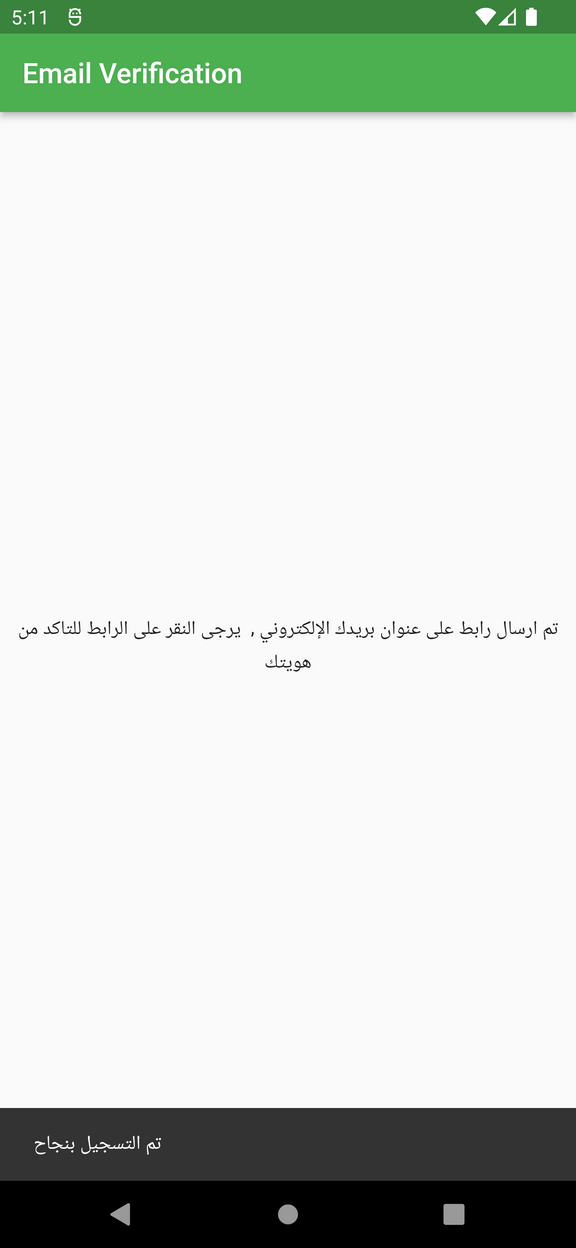 5:11
Email Verification
تم ارسال رابط على عنوان بريدك الإلكتروني , يرجى النقر على الرابط للتاكد من
هويتك
تم التسجيل بنجاح